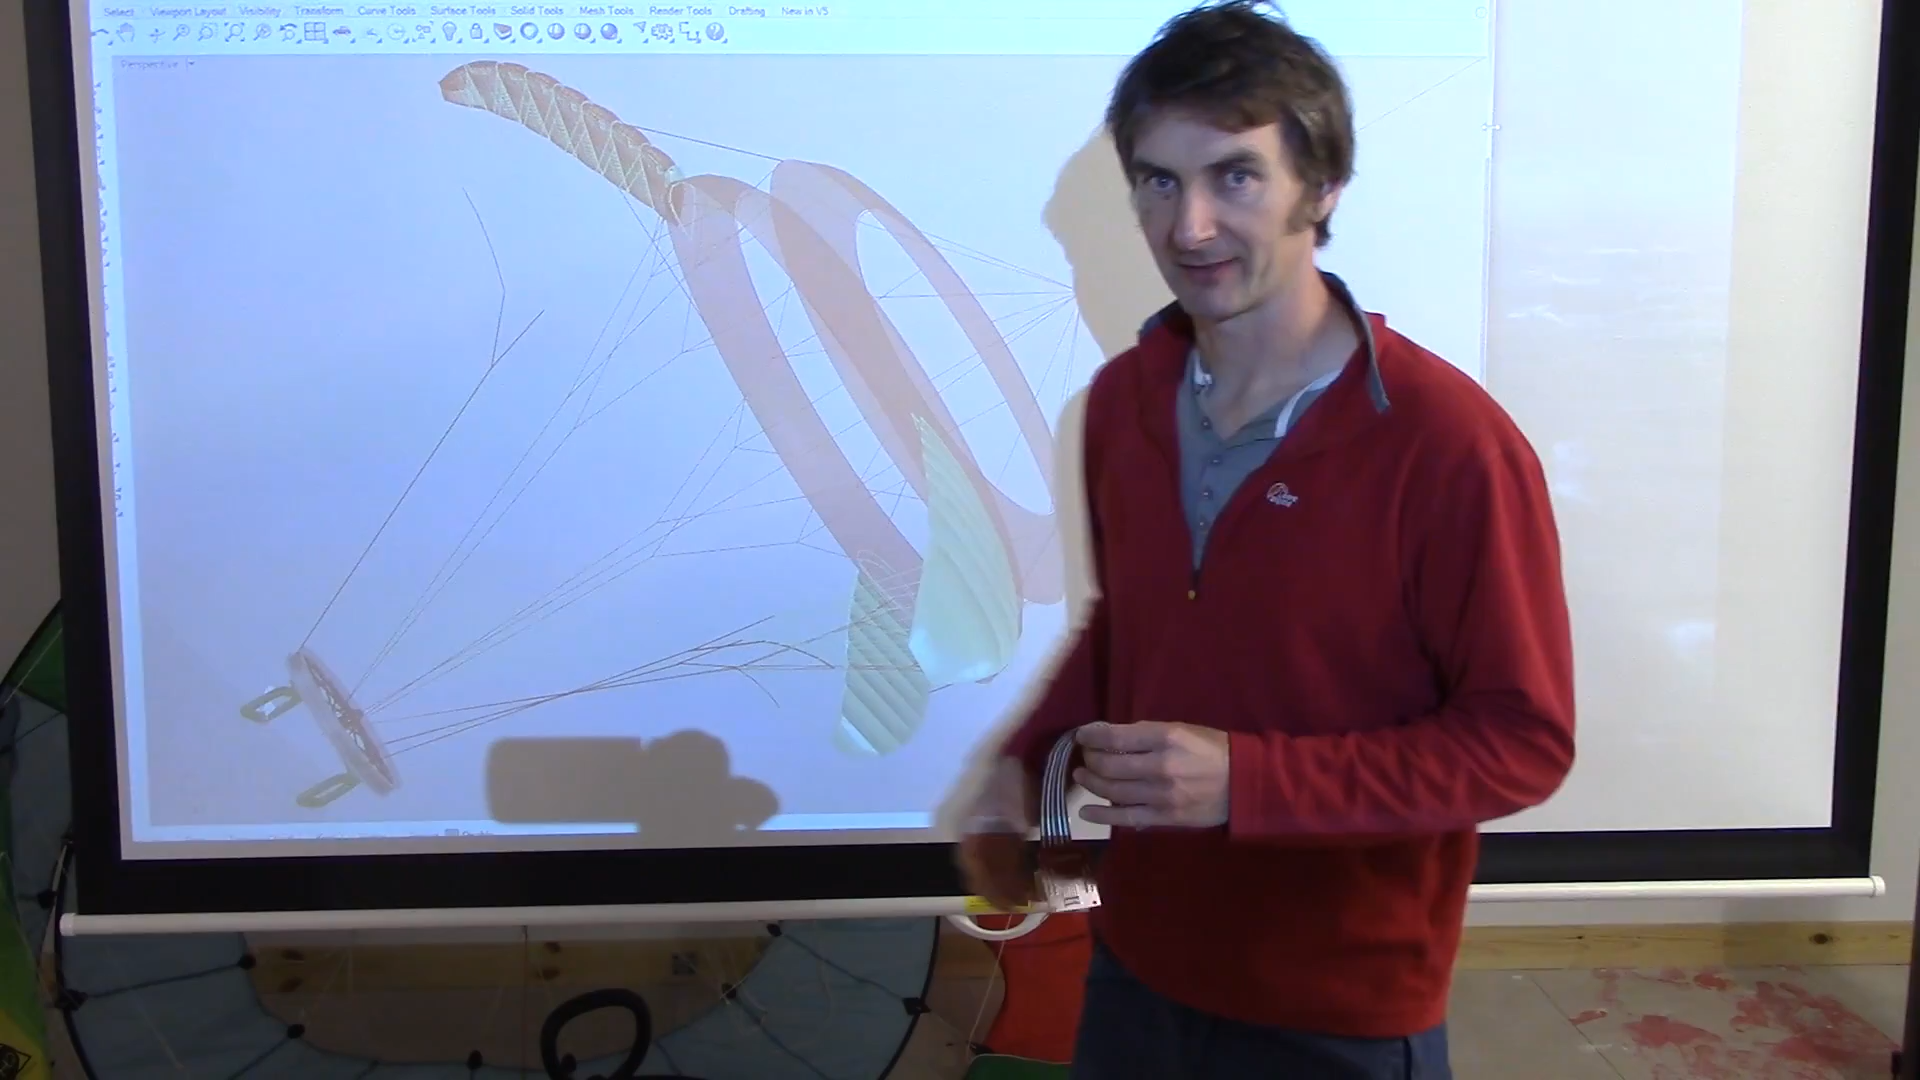 Select Viewport Layout Visibility Transform Curve Tools Surface Tools Solid Tools Mesh Tools Render Tools Drafting New in V5
Perspective